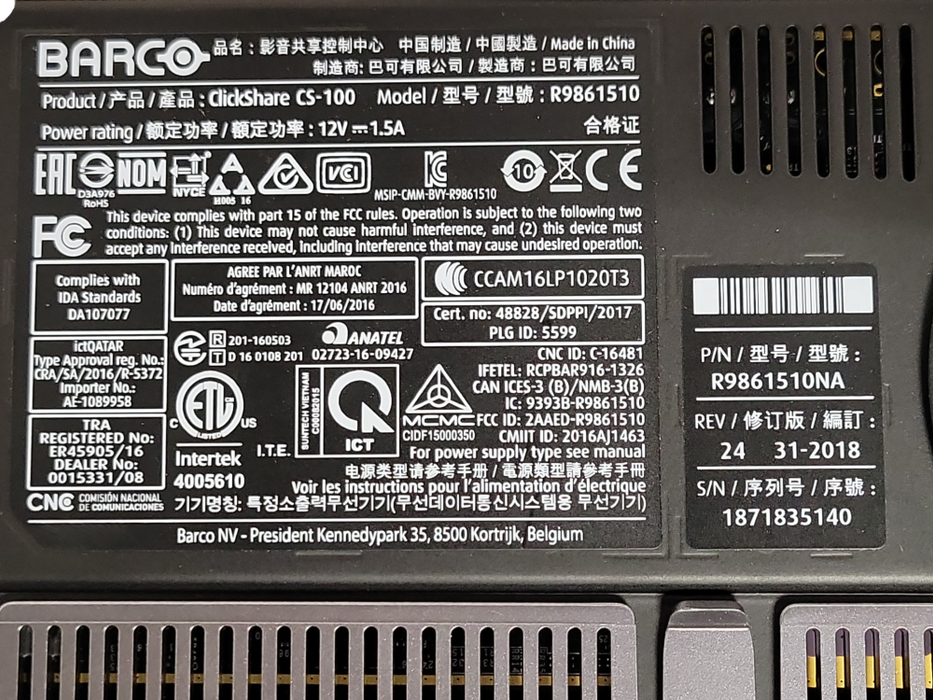 BARCO
品名 : 影音共享控制中心 中国制造 / 中國製造 / Made in China
制造商: 巴可有限公司 / 製造商 : 巴可有限公司
Product / 产品 / 產品 : ClickShare CS-100 Model / 型号 / 型號 : R9861510
Power rating / 额定功率 / 額定功率 : 12V ⎓ 1.5A
合格证
EAC
D3A976
RoHS
NOM
NYCE
H005 16
VCI
MSIP-CMM-BVY-R9861510
10
CE
FC
This device complies with part 15 of the FCC rules. Operation is subject to the following two
conditions: (1) This device may not cause harmful interference, and (2) this device must
accept any interference received, including interference that may cause undesired operation.
Complies with
IDA Standards
DA107077
AGREE PAR L'ANRT MAROC
Numéro d'agrément : MR 12104 ANRT 2016
Date d'agrément : 17/06/2016
CCAM16LP1020T3
Cert. no: 48828/SDPPI/2017
PLG ID: 5599
ictQATAR
Type Approval reg. No.:
CRA/SA/2016/R-5372
Importer No.:
AE-1089958
R 201-160503
T D 16 0108 201
ANATEL
02723-16-09427
CNC ID: C-16481
IFETEL: RCPBAR916-1326
CAN ICES-3 (B)/NMB-3(B)
IC: 9393B-R9861510
FCC ID: 2AAED-R9861510
CMIIT ID: 2016AJ1463
For power supply type see manual
电源类型请参考手册 / 電源類型請參考手冊
Voir les instructions pour l'alimentation d'électrique
기기명칭: 특정소출력무선기기(무선데이터통신시스템용 무선기기)
TRA
REGISTERED No:
ER45905/16
DEALER No:
0015331/08
C ETL US
LISTED
Intertek
4005610
I.T.E.
SUNTECH VIETNAM
C00082015
ICT
MCMC
CIDF15000350
CNC COMISIÓN NACIONAL
DE COMUNICACIONES
Barco NV - President Kennedypark 35, 8500 Kortrijk, Belgium
P/N / 型号 / 型號 :
R9861510NA
REV / 修订版 / 編訂 :
24 31-2018
S/N / 序列号 / 序號 :
1871835140